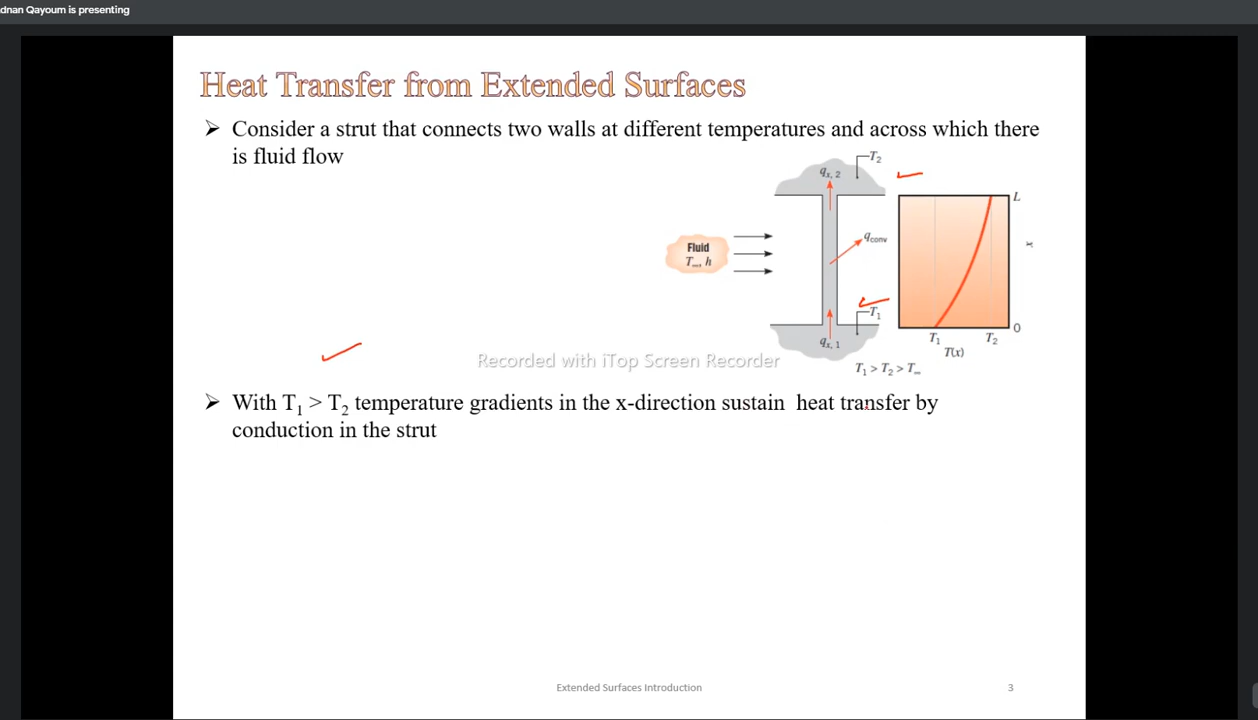 dnan Qayoum is presenting
Heat Transfer from Extended Surfaces
➢ Consider a strut that connects two walls at different temperatures and across which there
is fluid flow
T₂
qx, 2
L
Fluid
T∞, h
qconv
x
T₁
0
qx, 1
T₁ T₂
T(x)
T₁ > T₂ > T∞
Recorded with iTop Screen Recorder
➢ With T₁ > T₂ temperature gradients in the x-direction sustain heat transfer by
conduction in the strut
Extended Surfaces Introduction
3